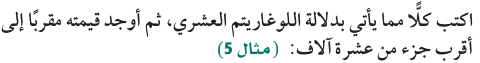 اكتب كلًّا مما يأتي بدلالة اللوغاريتم العشري، ثم أوجد قيمته مقربًا إلى
أقرب جزء من عشرة آلاف: (مثال 5)